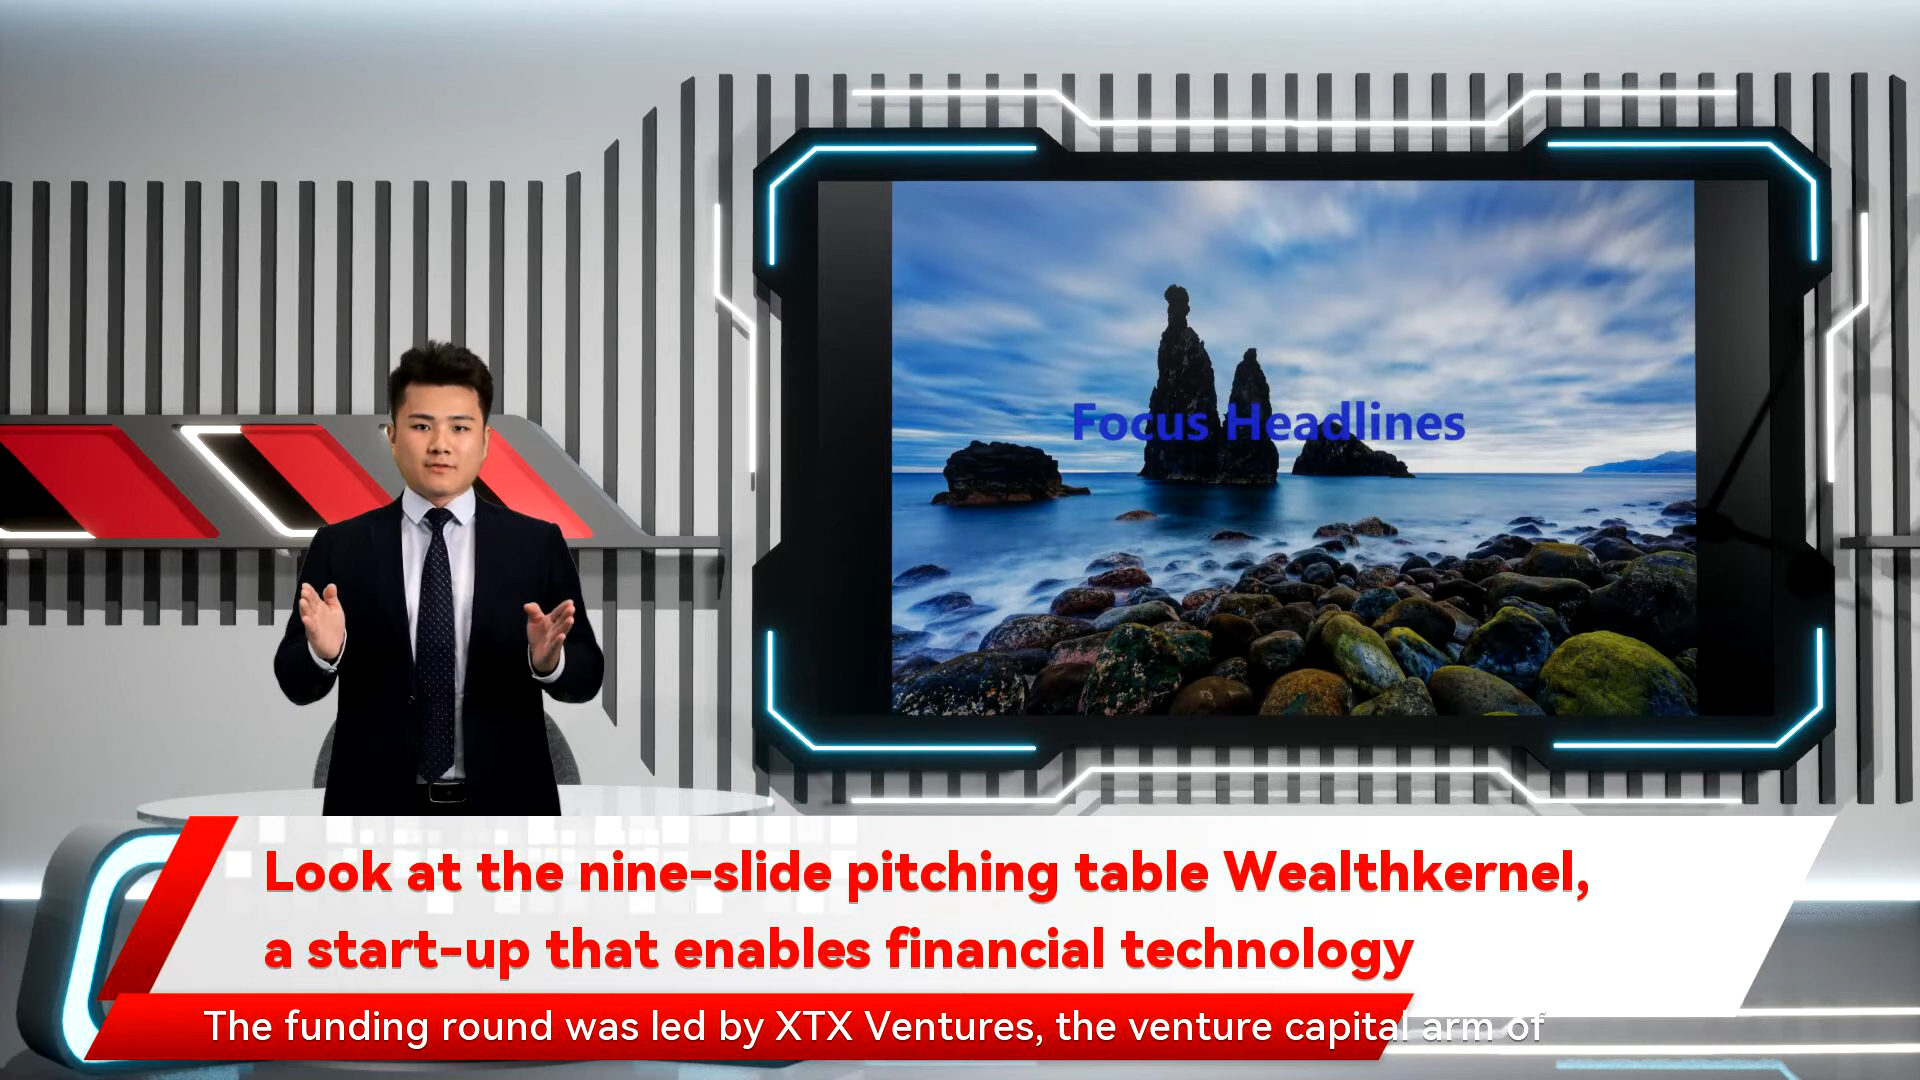 Focus Headlines
Look at the nine-slide pitching table Wealthkernel,
a start-up that enables financial technology
The funding round was led by XTX Ventures, the venture capital arm of